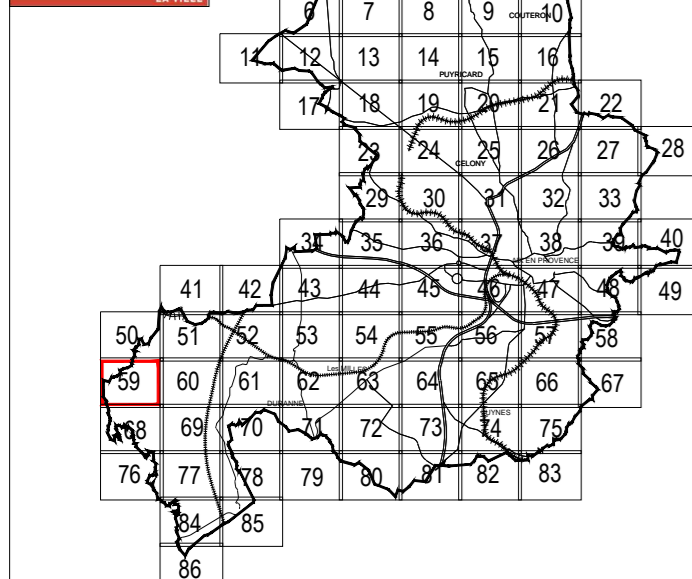 LA VILLE
6 7 8 9 10
COUTERON
11 12 13 14 15 16
PUYRICARD
17 18 19 20 21 22
23 24 25 26 27 28
CELONY
29 30 31 32 33
34 35 36 37 38 39 40
AIX EN PROVENCE
41 42 43 44 45 46 47 48 49
50 51 52 53 54 55 56 57 58
Les MILLES
59 60 61 62 63 64 65 66 67
DURANNE
LUYNES
68 69 70 71 72 73 74 75
76 77 78 79 80 81 82 83
84 85
86